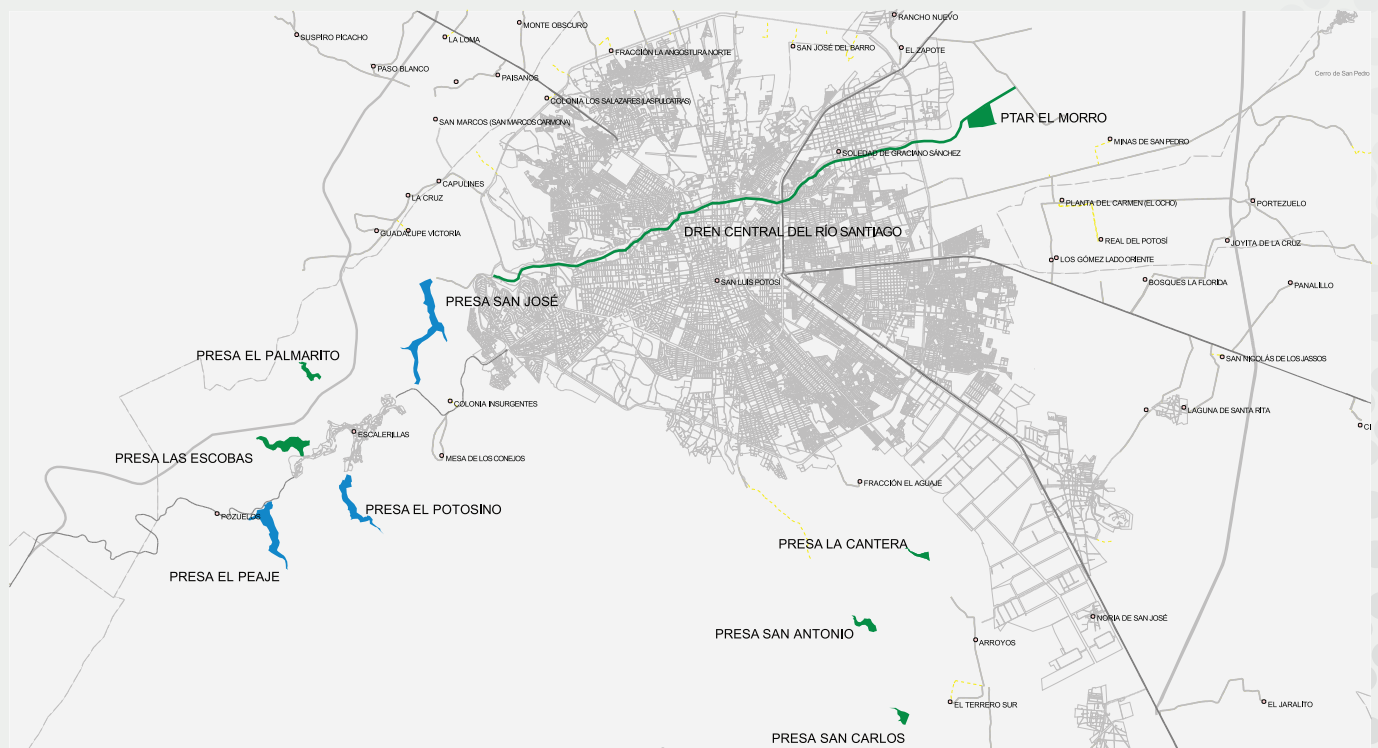 RANCHO NUEVO
MONTE OBSCURO
SUSPIRO PICACHO
LA LOMA
SAN JOSÉ DEL BARRO
EL ZAPOTE
FRACCIÓN LA ANGOSTURA NORTE
PASO BLANCO
PAISANOS
Cerro de San Pedro
COLONIA LOS SALAZARES (LAS PULCATRAS)
PTAR EL MORRO
SAN MARCOS (SAN MARCOS CARMONA)
MINAS DE SAN PEDRO
SOLEDAD DE GRACIANO SÁNCHEZ
CAPULINES
LA CRUZ
PLANTA DEL CARMEN (EL OCHO)
PORTEZUELO
GUADALUPE VICTORIA
DREN CENTRAL DEL RÍO SANTIAGO
REAL DEL POTOSÍ
JOYITA DE LA CRUZ
LOS GÓMEZ LADO ORIENTE
SAN LUIS POTOSÍ
BOSQUES LA FLORIDA
PANALILLO
PRESA SAN JOSÉ
PRESA EL PALMARITO
SAN NICOLÁS DE LOS JASSOS
COLONIA INSURGENTES
LAGUNA DE SANTA RITA
CI
ESCALERILLAS
PRESA LAS ESCOBAS
MESA DE LOS CONEJOS
FRACCIÓN EL AGUAJE
PRESA EL POTOSINO
POZUELOS
PRESA LA CANTERA
PRESA EL PEAJE
NORIA DE SAN JOSÉ
PRESA SAN ANTONIO
ARROYOS
EL TERRERO SUR
EL JARALITO
PRESA SAN CARLOS